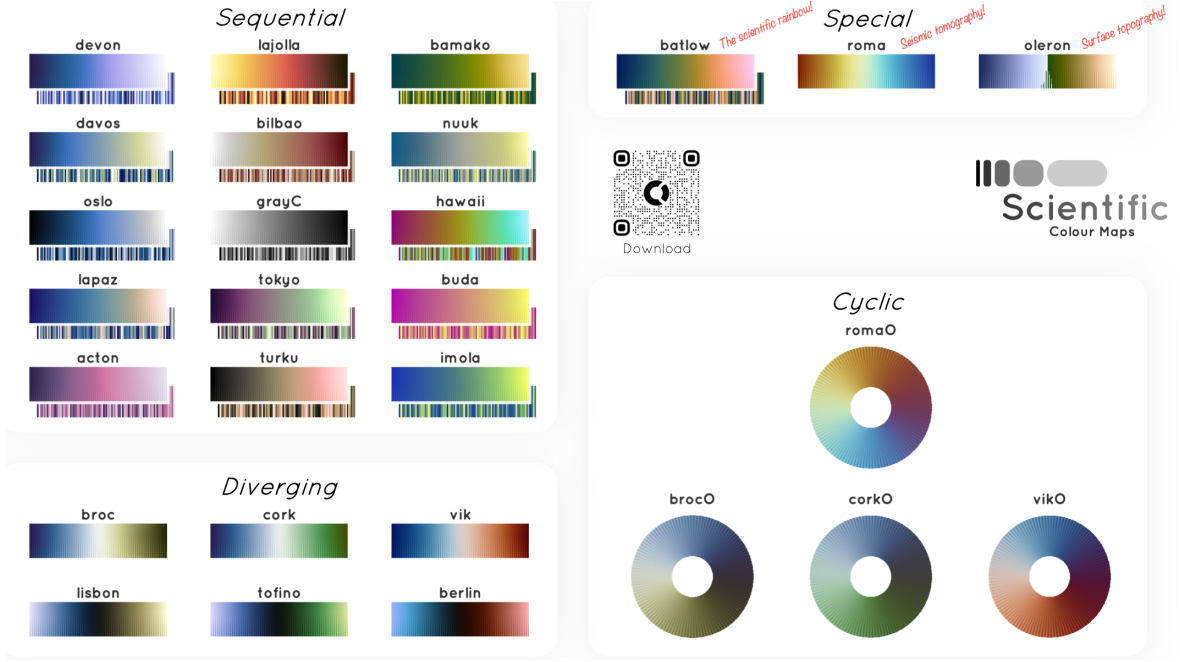 Sequential
devon
lajolla
bamako
davos
bilbao
nuuk
oslo
grayC
hawaii
lapaz
tokyo
buda
acton
turku
imola
Diverging
broc
cork
vik
lisbon
tofino
berlin
Special
batlow
The scientific rainbow!
roma
Seismic tomography!
oleron
Surface topography!
Download
Scientific
Colour Maps
Cyclic
romaO
brocO
corkO
vikO